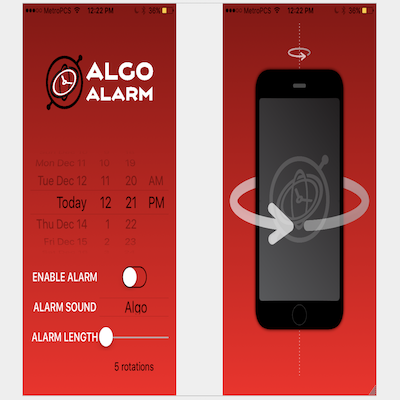 MetroPCS 12:22 PM 36%
ALGO
ALARM
Mon Dec 11 10 19
Tue Dec 12 11 20 AM
Today 12 21 PM
Thu Dec 14 1 22
Fri Dec 15 2 23
ENABLE ALARM
ALARM SOUND Algo
ALARM LENGTH
5 rotations
MetroPCS 12:22 PM 36%